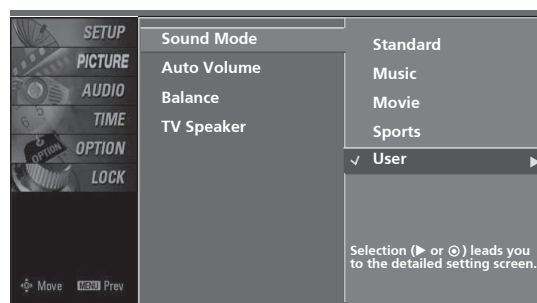 SETUP
PICTURE
AUDIO
TIME
OPTION
LOCK
Move MENU Prev
Sound Mode
Auto Volume
Balance
TV Speaker
Standard
Music
Movie
Sports
✓ User ▶
Selection (▶ or ⊙) leads you
to the detailed setting screen.